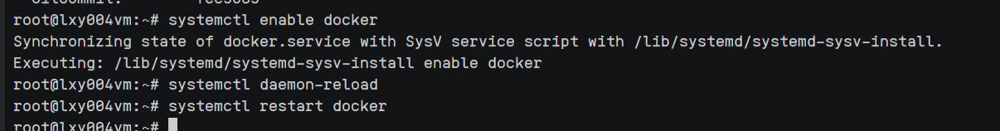 root@lxy004vm:~# systemctl enable docker
Synchronizing state of docker.service with SysV service script with /lib/systemd/systemd-sysv-install.
Executing: /lib/systemd/systemd-sysv-install enable docker
root@lxy004vm:~# systemctl daemon-reload
root@lxy004vm:~# systemctl restart docker
root@lxy004vm:~#